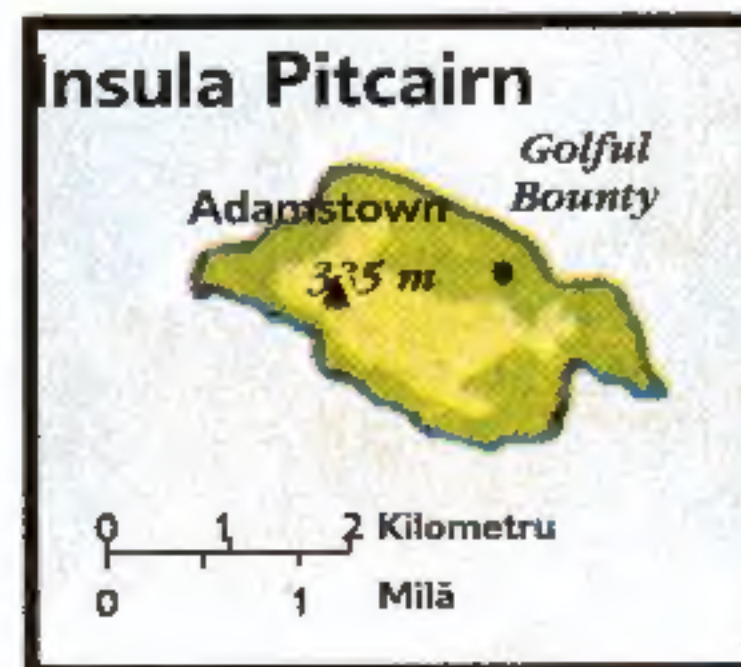 Insula Pitcairn
Golful
Bounty
Adamstown
335 m
0 1 2 Kilometru
0 1 Milă